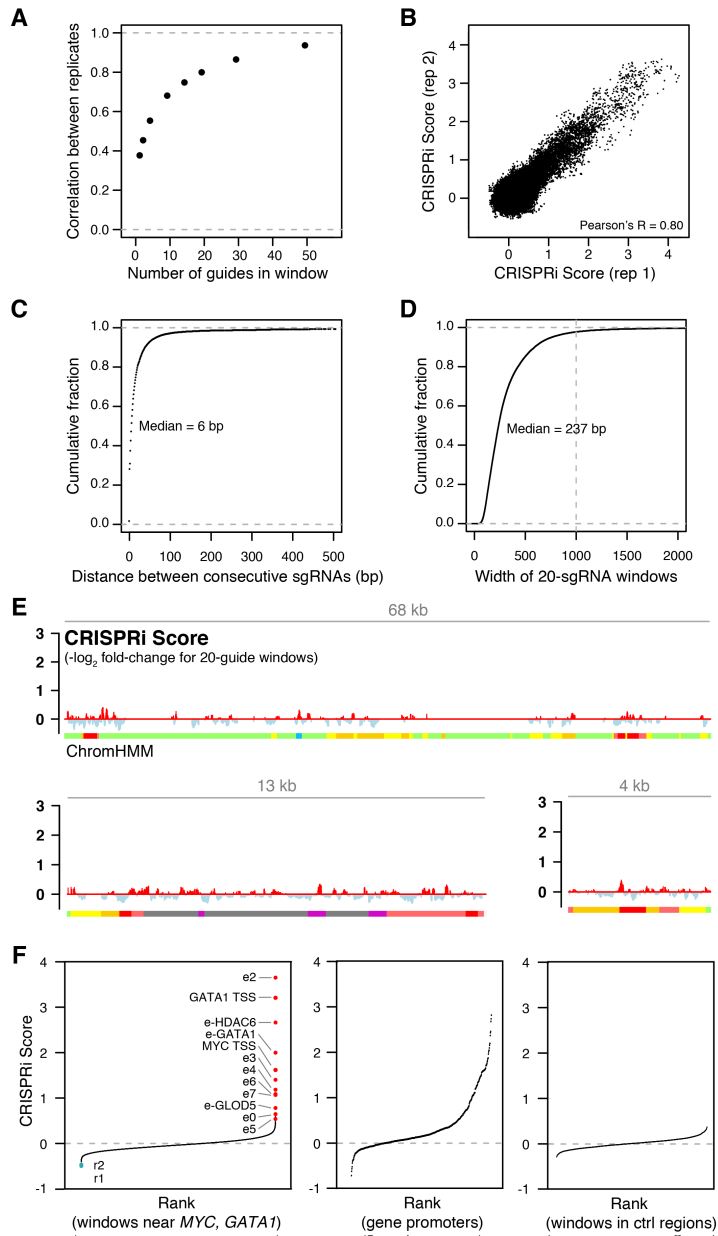 A
Correlation between replicates
1.0
0.8
0.6
0.4
0.2
0.0
0 10 20 30 40 50
Number of guides in window
B
CRISPRi Score (rep 2)
4
3
2
1
0
Pearson's R = 0.80
0 1 2 3 4
CRISPRi Score (rep 1)
C
Cumulative fraction
1.0
0.8
0.6
0.4
0.2
0.0
Median = 6 bp
0 100 200 300 400 500
Distance between consecutive sgRNAs (bp)
D
Cumulative fraction
1.0
0.8
0.6
0.4
0.2
0.0
Median = 237 bp
0 500 1000 1500 2000
Width of 20-sgRNA windows
E
68 kb
3
2
1
0
CRISPRi Score
(-log2 fold-change for 20-guide windows)
ChromHMM
13 kb
3
2
1
0
4 kb
3
2
1
0
F
CRISPRi Score
4
3
2
1
0
-1
e2
GATA1 TSS
e-HDAC6
e-GATA1
MYC TSS
e3
e4
e6
e7
e-GLOD5
e0
e5
r2
r1
Rank
(windows near MYC, GATA1)
4
3
2
1
0
-1
Rank
(gene promoters)
4
3
2
1
0
-1
Rank
(windows in ctrl regions)